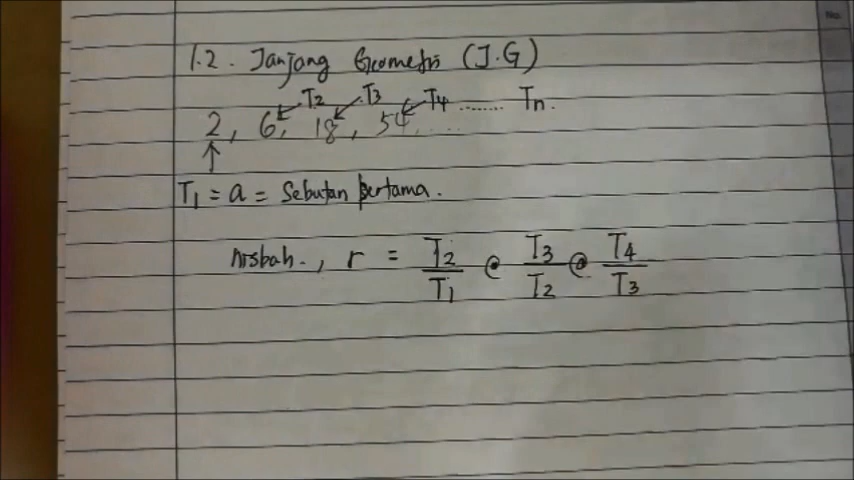 1.2. Janjang Geometri (J.G)
T2 T3 T4 ....... Tn.
2, 6, 18, 54, ....
T1 = a = Sebutan pertama.
Nisbah., r = T2/T1 @ T3/T2 @ T4/T3
No.